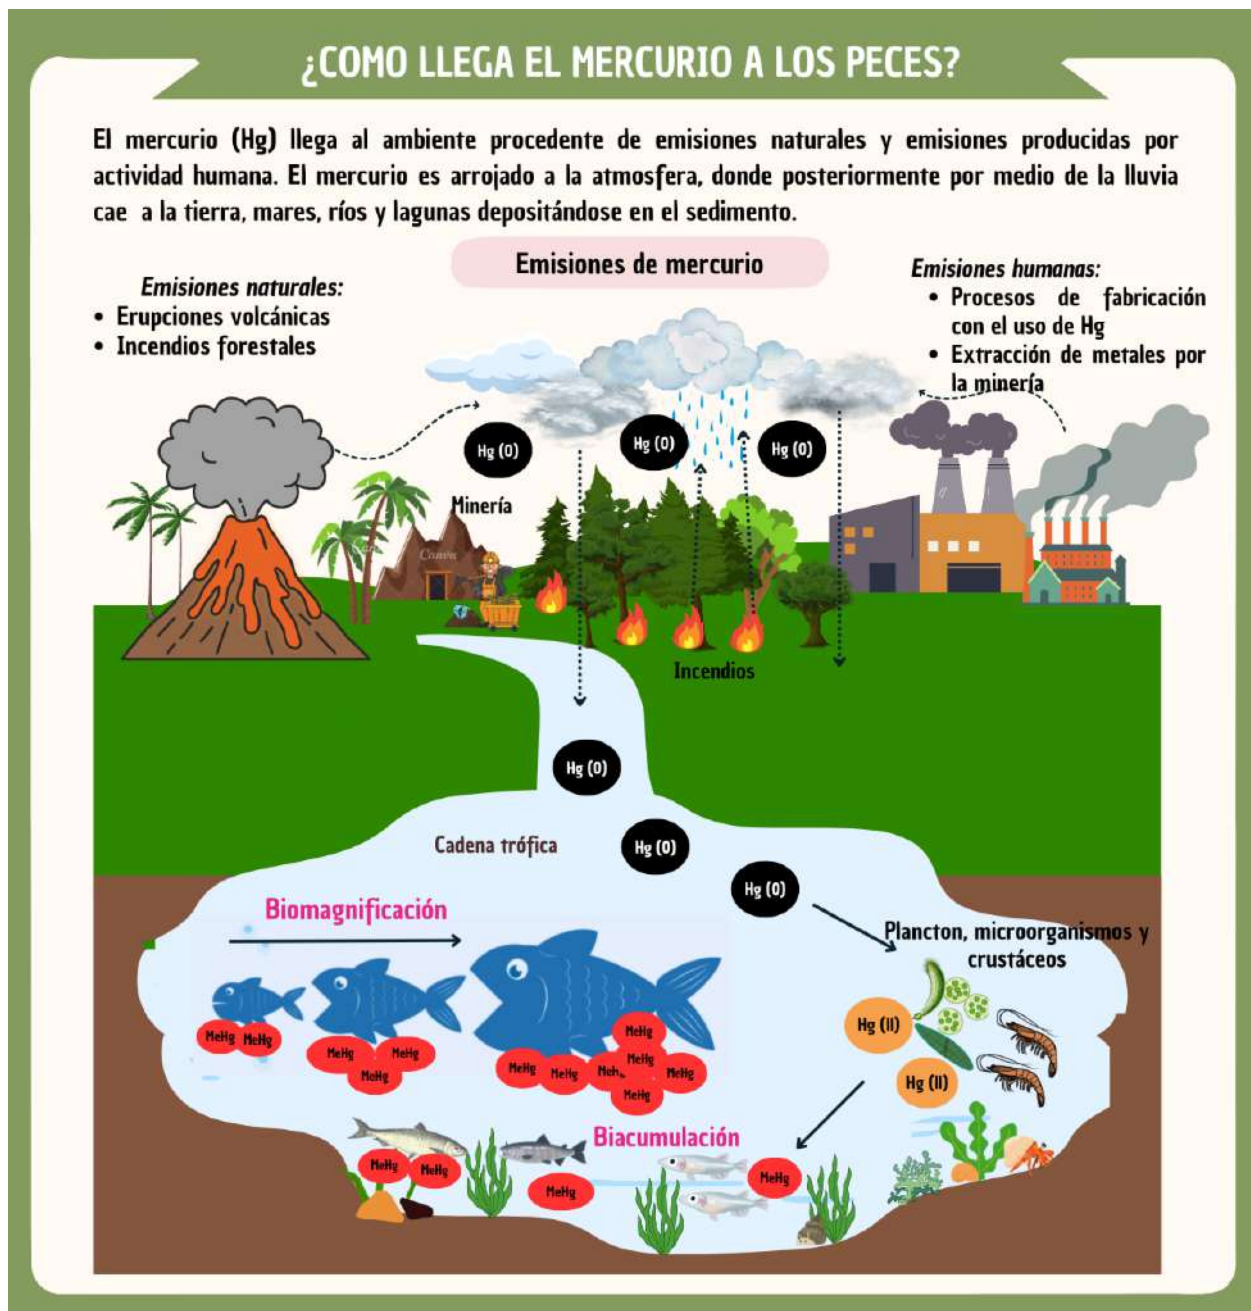 ¿COMO LLEGA EL MERCURIO A LOS PECES?
El mercurio (Hg) llega al ambiente procedente de emisiones naturales y emisiones producidas por
actividad humana. El mercurio es arrojado a la atmosfera, donde posteriormente por medio de la lluvia
cae a la tierra, mares, ríos y lagunas depositándose en el sedimento.
Emisiones de mercurio
Emisiones naturales:
• Erupciones volcánicas
• Incendios forestales
Emisiones humanas:
• Procesos de fabricación
con el uso de Hg
• Extracción de metales por
la minería
Hg (0)
Hg (0)
Hg (0)
Minería
Canva
Incendios
Hg (0)
Cadena trófica
Hg (0)
Hg (0)
Biomagnificación
Plancton, microorganismos y
crustáceos
Hg (II)
Hg (II)
MeHg
MeHg
MeHg
MeHg
MeHg
MeHg
MeHg
MeHg
MeHg
MeHg
MeHg
Biacumulación
MeHg
MeHg
MeHg
MeHg